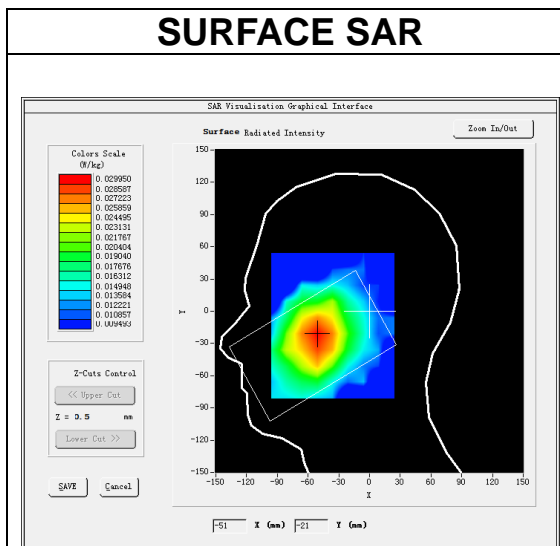 SURFACE SAR
SAR Visualisation Graphical Interface
Surface Radiated Intensity
Zoom In/Out
Colors Scale
(W/kg)
0.029950
0.028587
0.027223
0.025859
0.024495
0.023131
0.021767
0.020404
0.019040
0.017676
0.016312
0.014948
0.013584
0.012221
0.010857
0.009493
Z-Cuts Control
<< Upper Cut
Z = 0.5 mm
Lower Cut >>
SAVE Cancel
150
120
90
60
30
Y 0
-30
-60
-90
-120
-150
-150 -120 -90 -60 -30 0 30 60 90 120 150
X
-51 X (mm) -21 Y (mm)